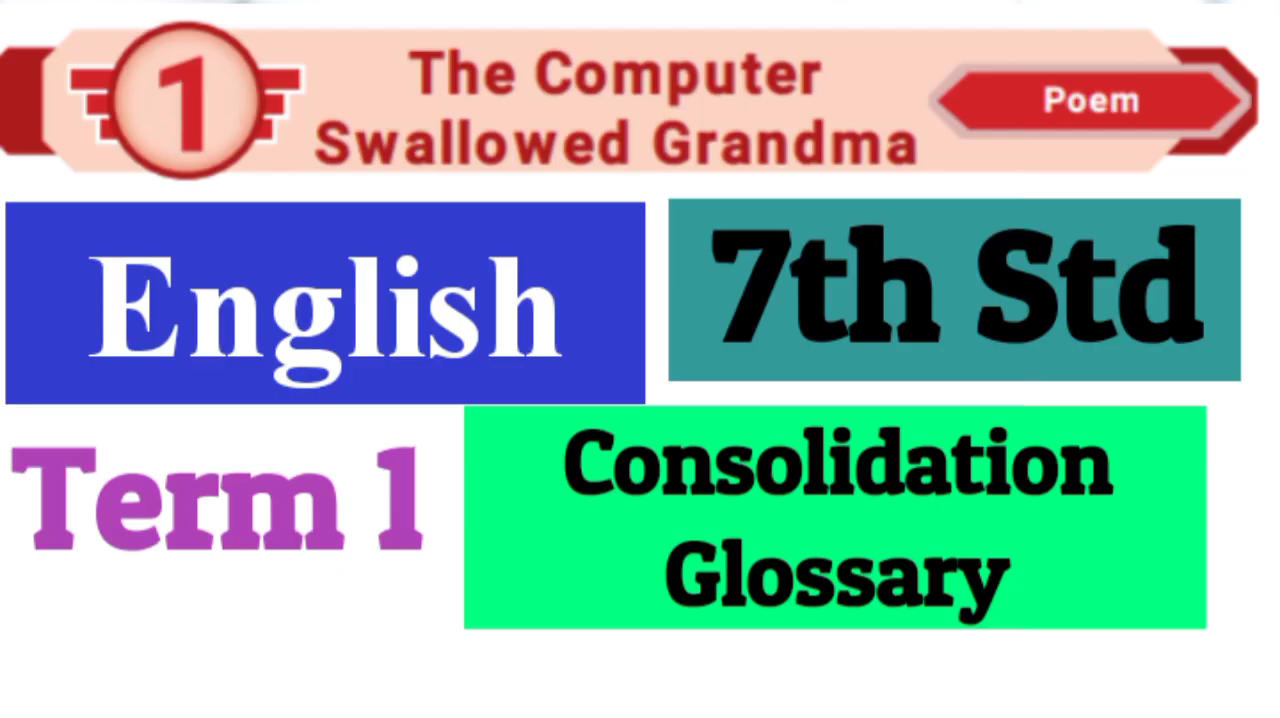 1
The Computer
Swallowed Grandma
Poem
English
7th Std
Term 1
Consolidation
Glossary